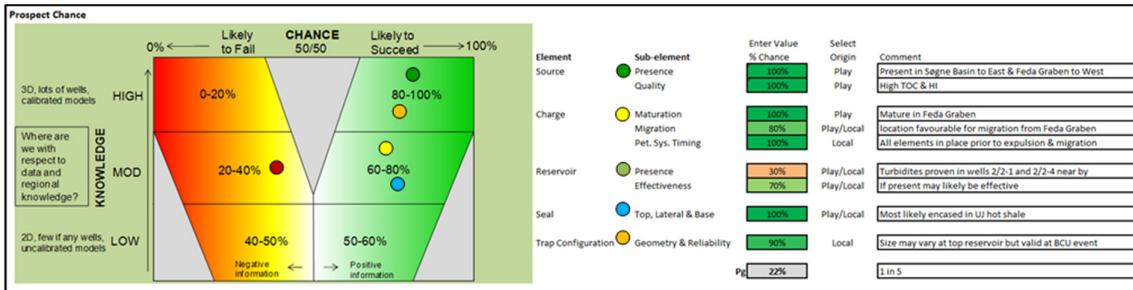 Prospect Chance
Likely to Fail
CHANCE 50/50
Likely to Succeed
0%
100%
3D, lots of wells, calibrated models
HIGH
0-20%
80-100%
Where are we with respect to data and regional knowledge?
KNOWLEDGE
MOD
20-40%
60-80%
2D, few if any wells, uncalibrated models
LOW
40-50%
50-60%
Negative information
Positive information
Enter Value Select
Element Sub-element % Chance Origin Comment
Source Presence 100% Play Present in Søgne Basin to East & Feda Graben to West
Quality 100% Play High TOC & HI
Charge Maturation 100% Play Mature in Feda Graben
Migration 80% Play/Local location favourable for migration from Feda Graben
Pet. Sys. Timing 100% Local All elements in place prior to expulsion & migration
Reservoir Presence 30% Play/Local Turbidites proven in wells 2/2-1 and 2/2-4 near by
Effectiveness 70% Play/Local If present may likely be effective
Seal Top, Lateral & Base 100% Play/Local Most likely encased in UJ hot shale
Trap Configuration Geometry & Reliability 90% Local Size may vary at top reservoir but valid at BCU event
Pg 22% 1 in 5